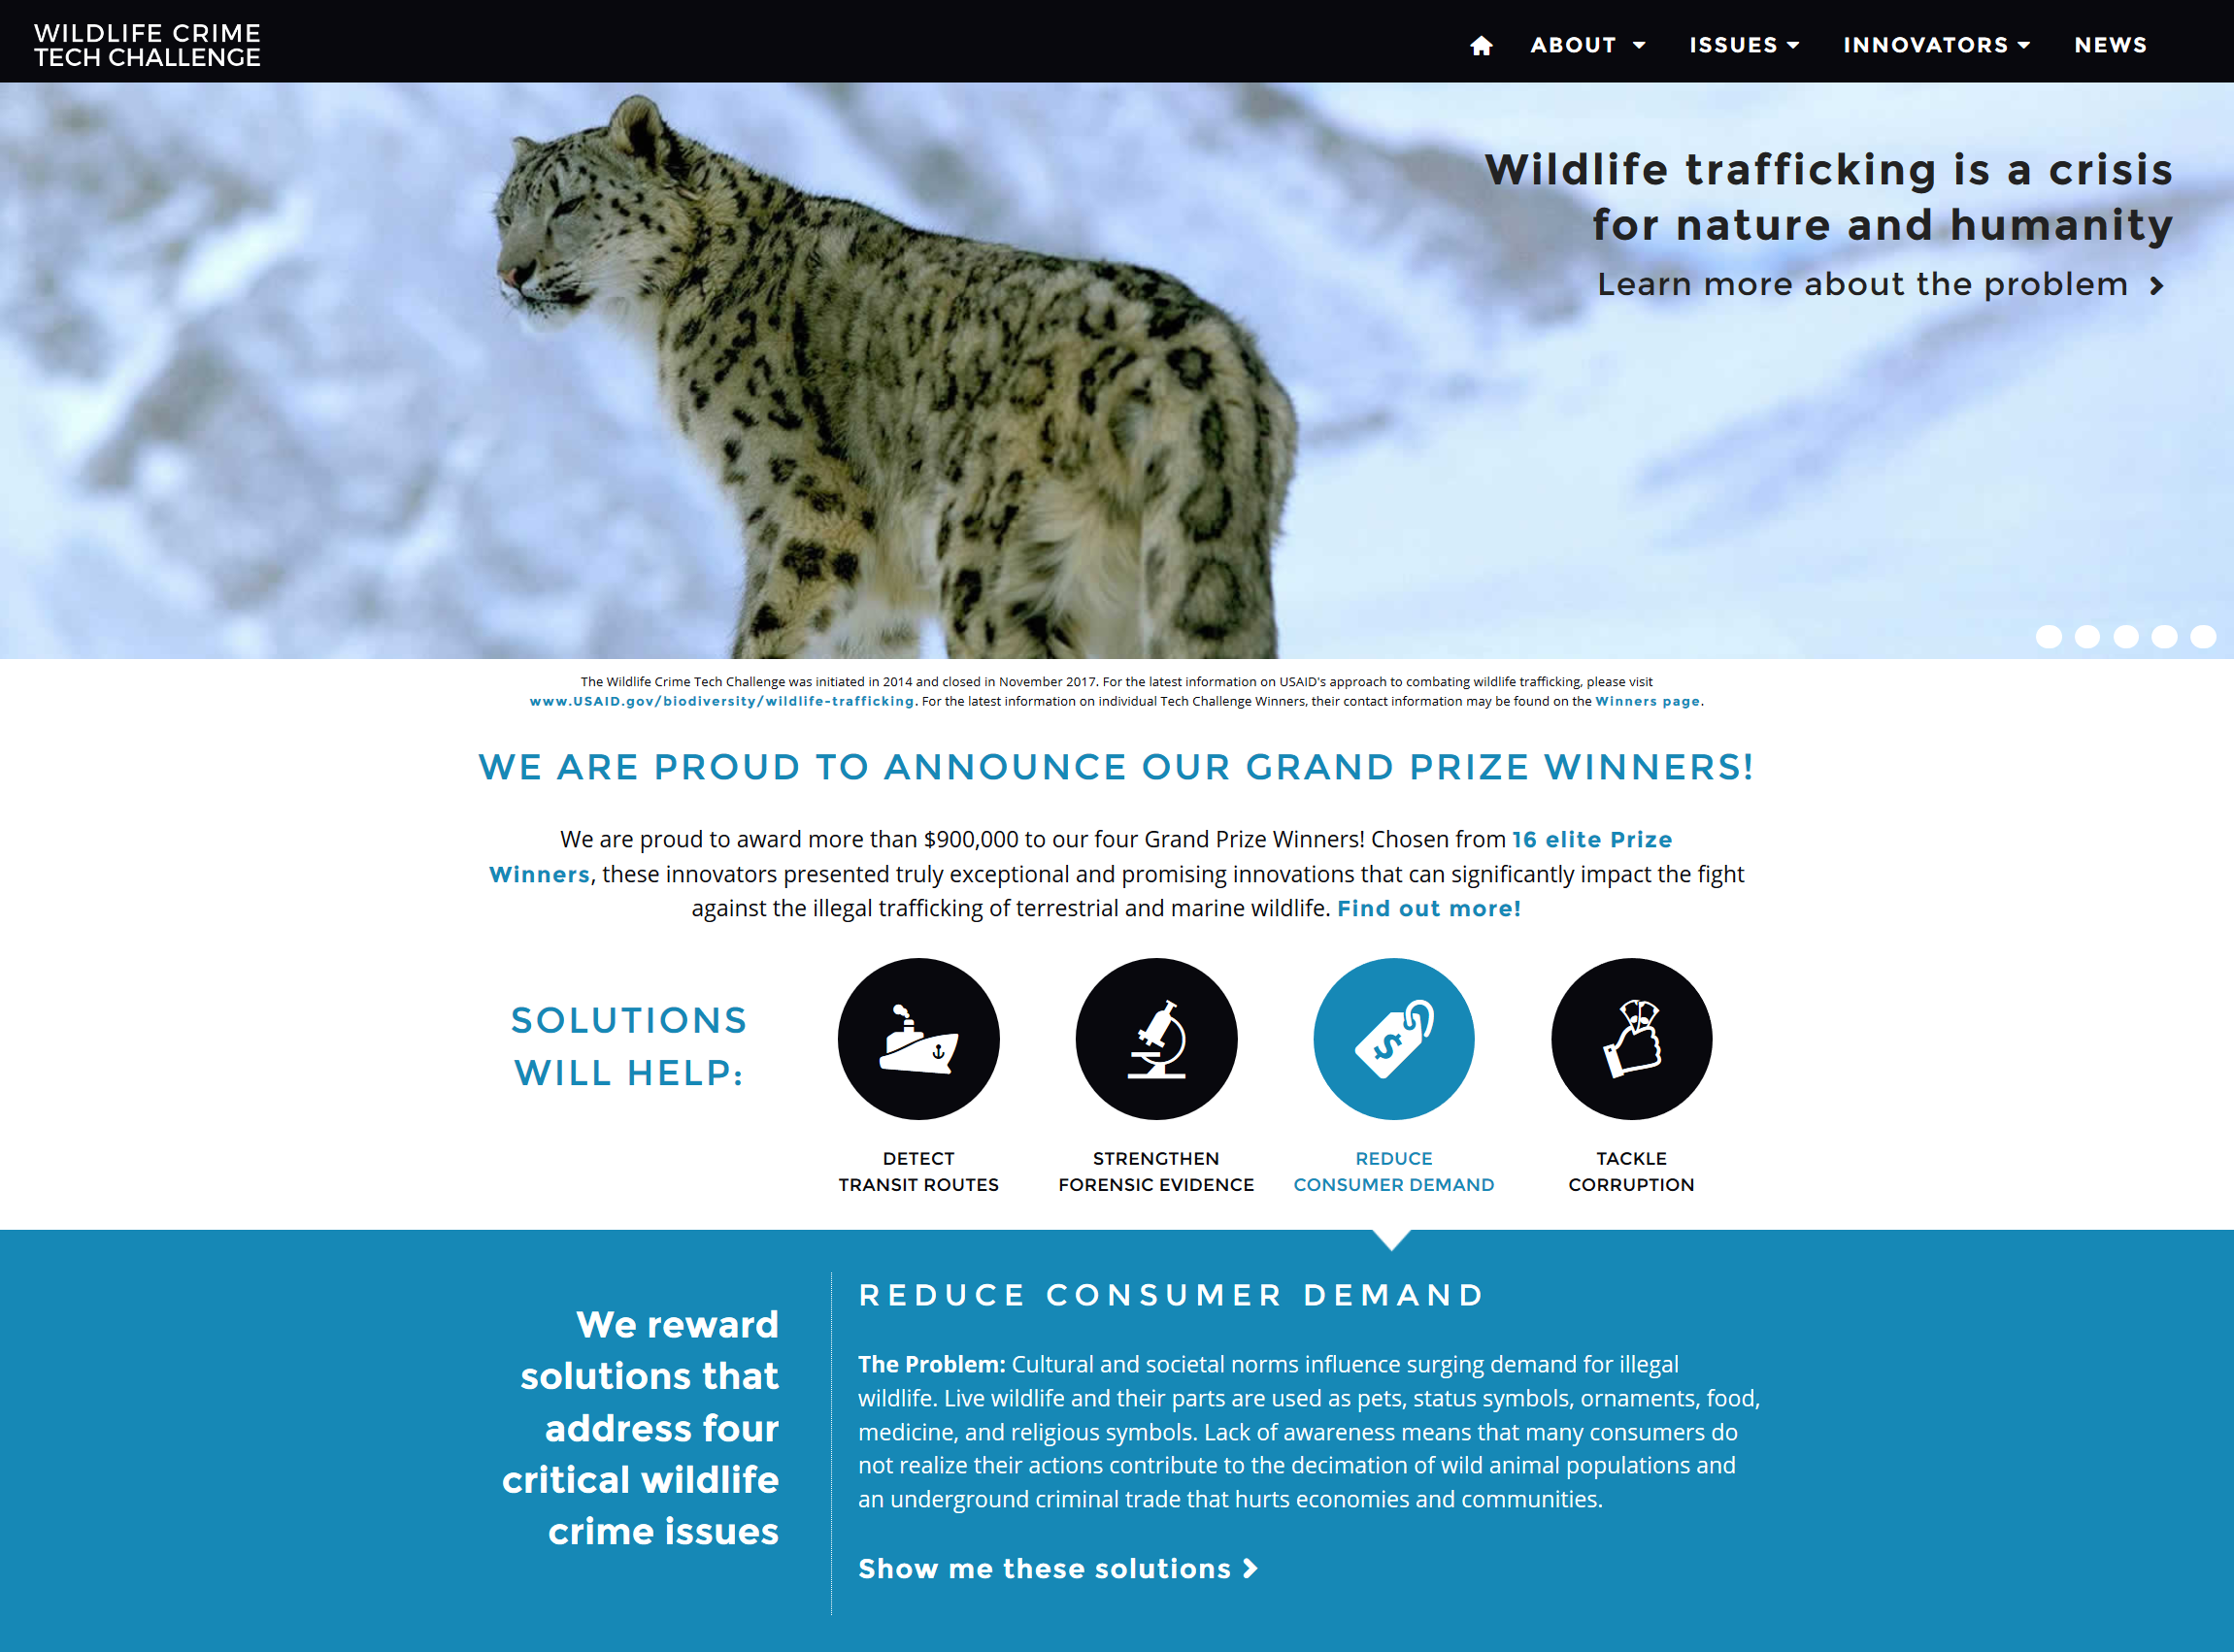 WILDLIFE CRIME
TECH CHALLENGE
ABOUT
ISSUES
INNOVATORS
NEWS
Wildlife trafficking is a crisis
for nature and humanity
Learn more about the problem
The Wildlife Crime Tech Challenge was initiated in 2014 and closed in November 2017. For the latest information on USAID's approach to combating wildlife trafficking, please visit
www.USAID.gov/biodiversity/wildlife-trafficking. For the latest information on individual Tech Challenge Winners, their contact information may be found on the Winners page.
WE ARE PROUD TO ANNOUNCE OUR GRAND PRIZE WINNERS!
We are proud to award more than $900,000 to our four Grand Prize Winners! Chosen from 16 elite Prize
Winners, these innovators presented truly exceptional and promising innovations that can significantly impact the fight
against the illegal trafficking of terrestrial and marine wildlife. Find out more!
SOLUTIONS
WILL HELP:
$
DETECT
TRANSIT ROUTES
STRENGTHEN
FORENSIC EVIDENCE
REDUCE
CONSUMER DEMAND
TACKLE
CORRUPTION
We reward
solutions that
address four
critical wildlife
crime issues
REDUCE CONSUMER DEMAND
The Problem: Cultural and societal norms influence surging demand for illegal
wildlife. Live wildlife and their parts are used as pets, status symbols, ornaments, food,
medicine, and religious symbols. Lack of awareness means that many consumers do
not realize their actions contribute to the decimation of wild animal populations and
an underground criminal trade that hurts economies and communities.
Show me these solutions